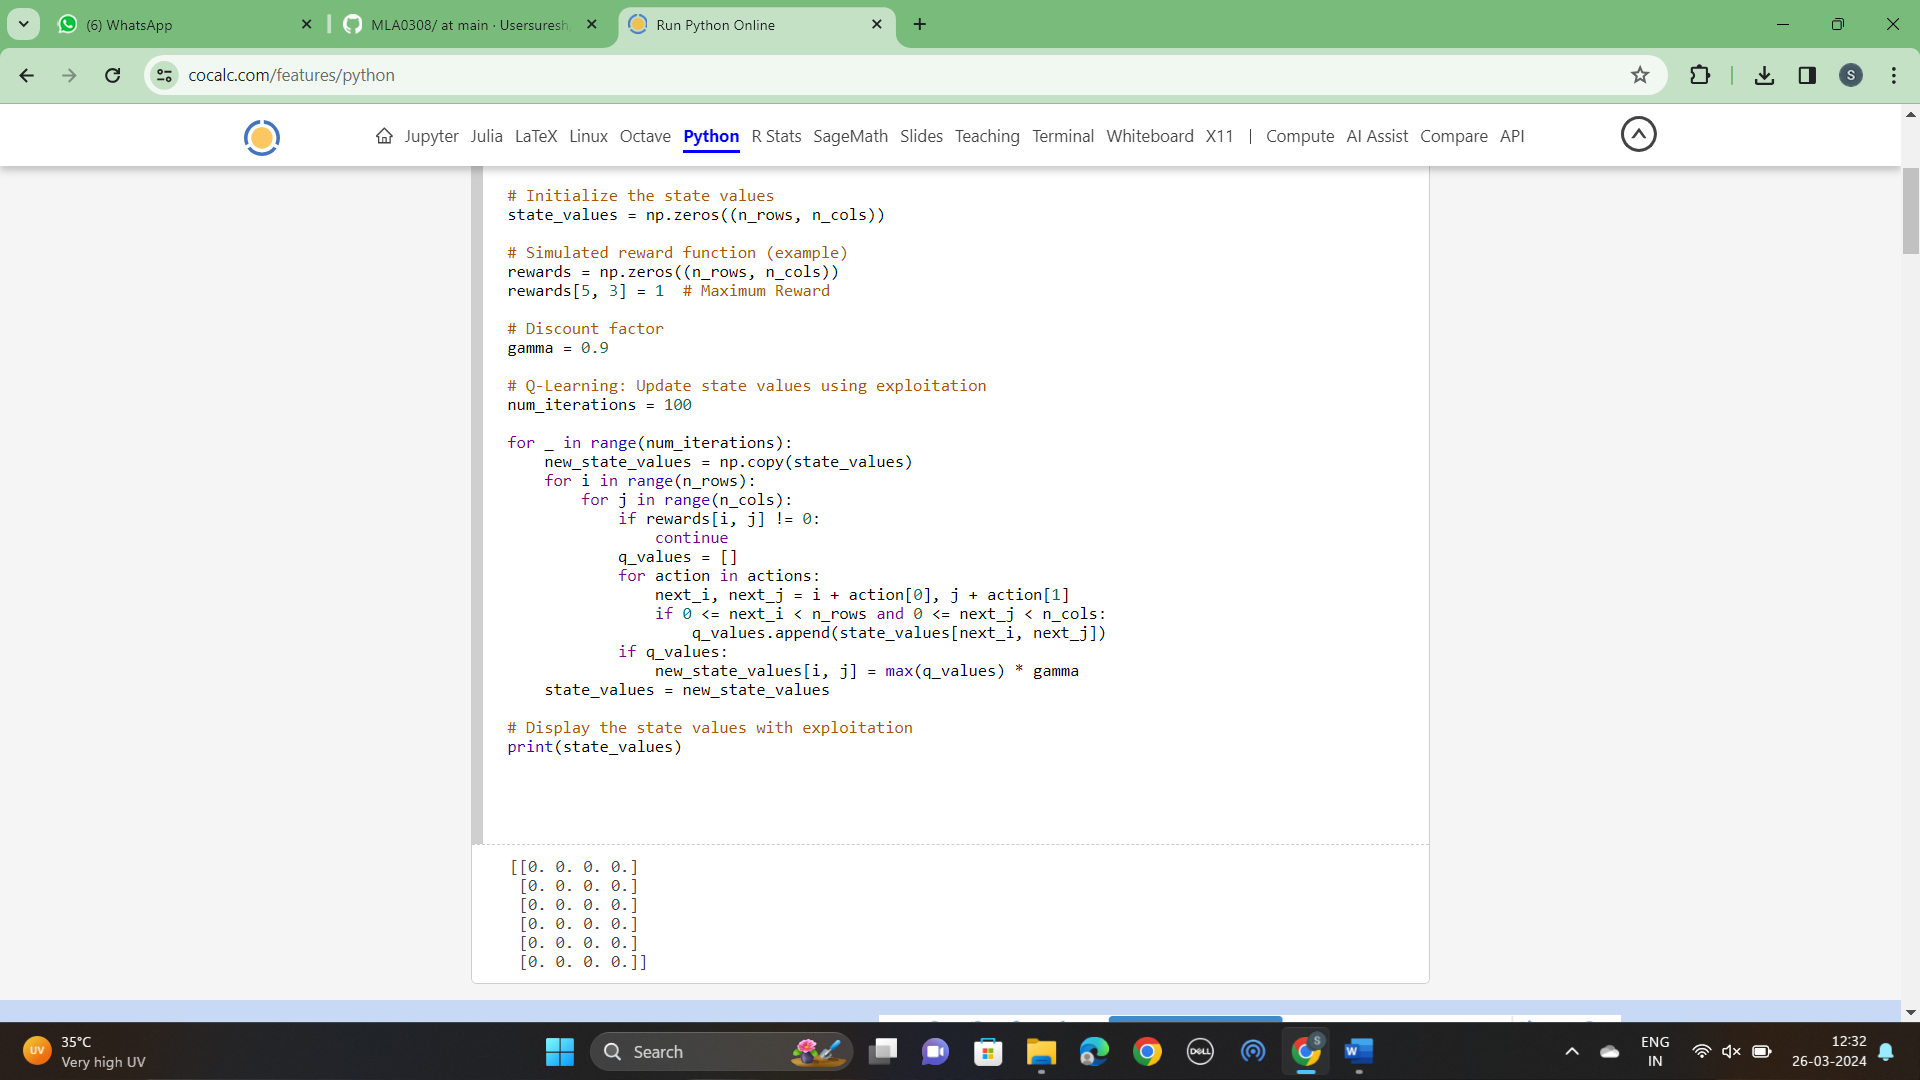 (6) WhatsApp
MLA0308/ at main · Usersuresh
Run Python Online
cocalc.com/features/python
S
Jupyter Julia LaTeX Linux Octave Python R Stats SageMath Slides Teaching Terminal Whiteboard X11 | Compute AI Assist Compare API
# Initialize the state values
state_values = np.zeros((n_rows, n_cols))
# Simulated reward function (example)
rewards = np.zeros((n_rows, n_cols))
rewards[5, 3] = 1  # Maximum Reward
# Discount factor
gamma = 0.9
# Q-Learning: Update state values using exploitation
num_iterations = 100
for _ in range(num_iterations):
    new_state_values = np.copy(state_values)
    for i in range(n_rows):
        for j in range(n_cols):
            if rewards[i, j] != 0:
                continue
            q_values = []
            for action in actions:
                next_i, next_j = i + action[0], j + action[1]
                if 0 <= next_i < n_rows and 0 <= next_j < n_cols:
                    q_values.append(state_values[next_i, next_j])
            if q_values:
                new_state_values[i, j] = max(q_values) * gamma
    state_values = new_state_values
# Display the state values with exploitation
print(state_values)
[[0. 0. 0. 0.]
 [0. 0. 0. 0.]
 [0. 0. 0. 0.]
 [0. 0. 0. 0.]
 [0. 0. 0. 0.]
 [0. 0. 0. 0.]]
UV
35°C
Very high UV
Search
DELL
S
W
ENG
IN
12:32
26-03-2024